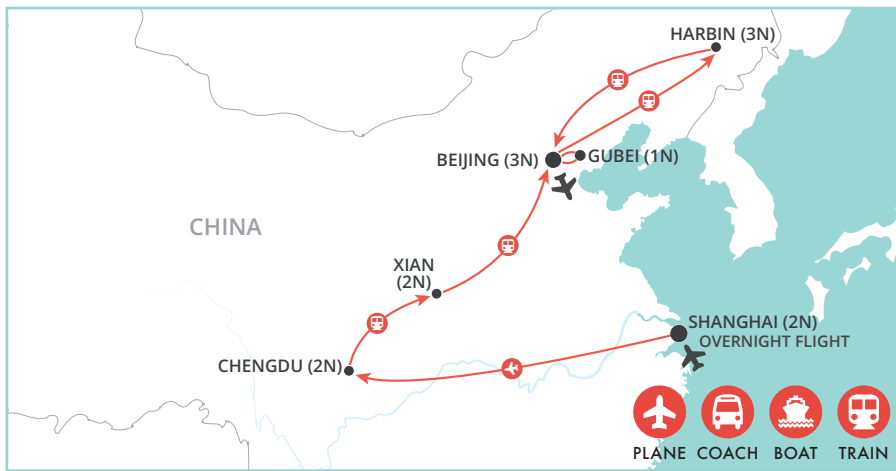 HARBIN (3N)
BEIJING (3N)
GUBEI (1N)
CHINA
XIAN
(2N)
SHANGHAI (2N)
OVERNIGHT FLIGHT
CHENGDU (2N)
PLANE COACH BOAT TRAIN